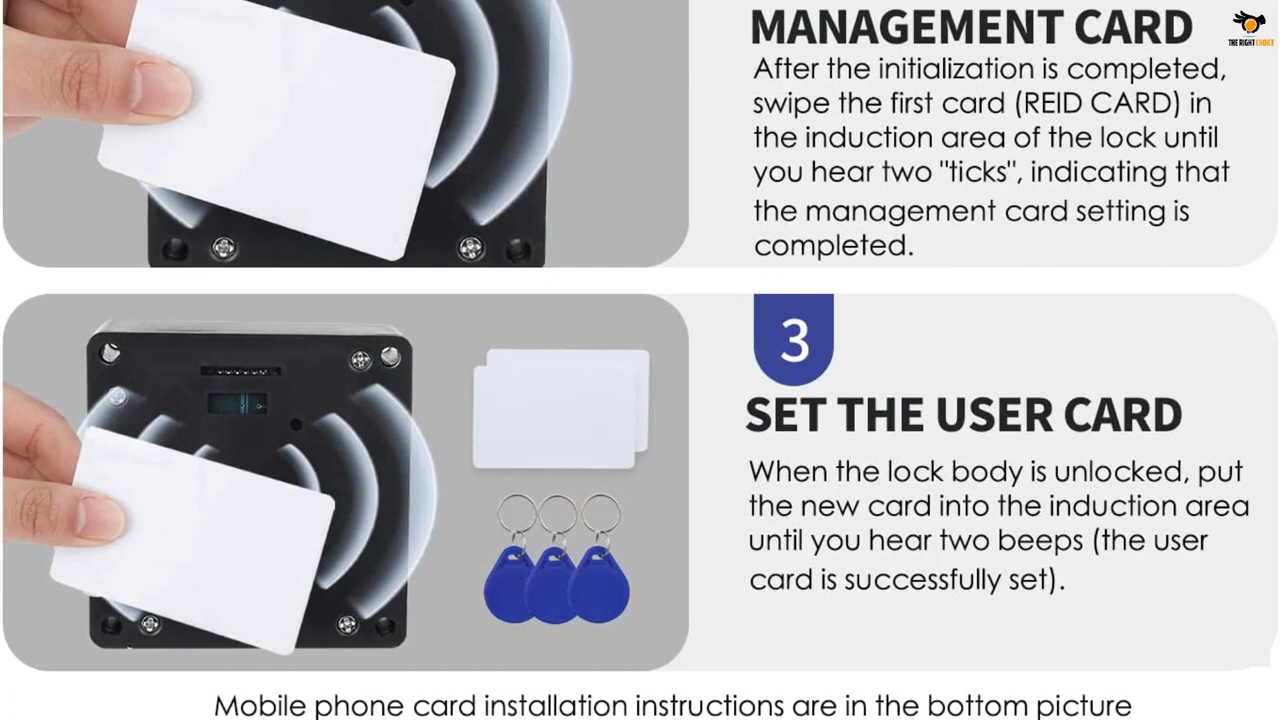 MANAGEMENT CARD
THE RIGHT CHOICE
After the initialization is completed,
swipe the first card (REID CARD) in
the induction area of the lock until
you hear two "ticks", indicating that
the management card setting is
completed.
3
SET THE USER CARD
When the lock body is unlocked, put
the new card into the induction area
until you hear two beeps (the user
card is successfully set).
Mobile phone card installation instructions are in the bottom picture